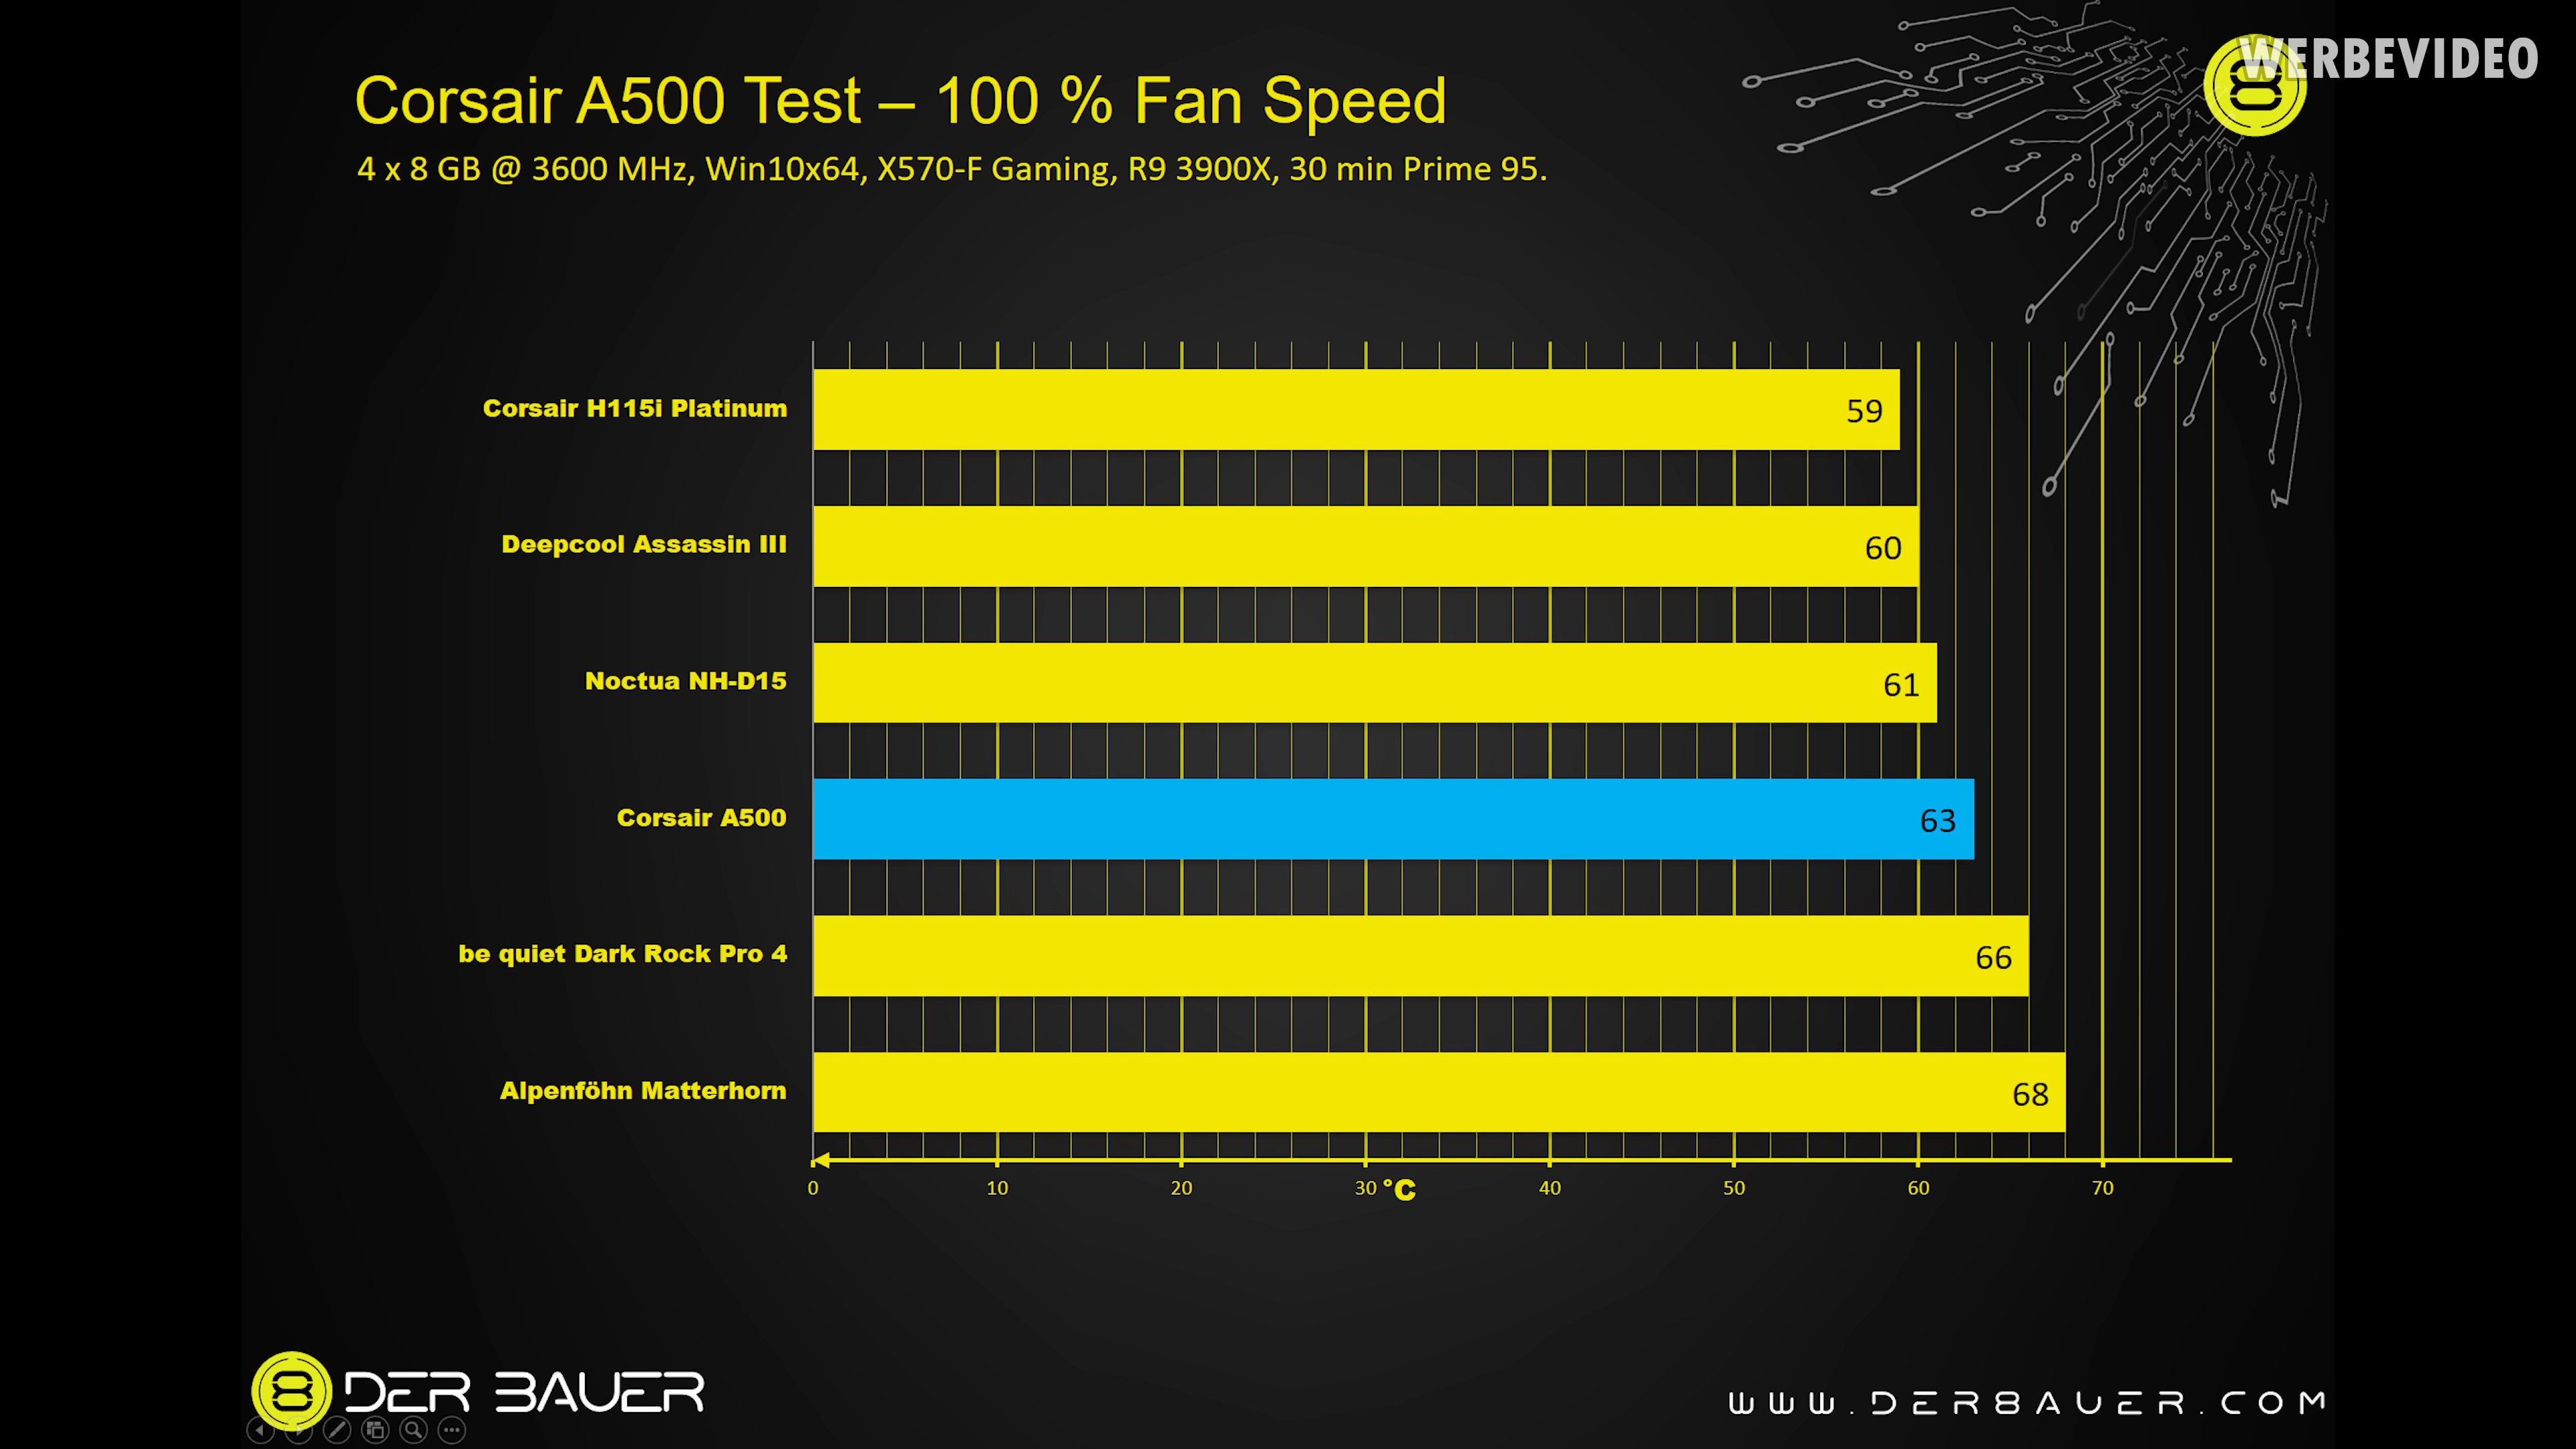 WERBEVIDEO
Corsair A500 Test – 100 % Fan Speed
4 x 8 GB @ 3600 MHz, Win10x64, X570-F Gaming, R9 3900X, 30 min Prime 95.
Corsair H115i Platinum 59
Deepcool Assassin III 60
Noctua NH-D15 61
Corsair A500 63
be quiet Dark Rock Pro 4 66
Alpenföhn Matterhorn 68
0 10 20 30 °C 40 50 60 70
DER 8AUER
WWW.DER8AUER.COM